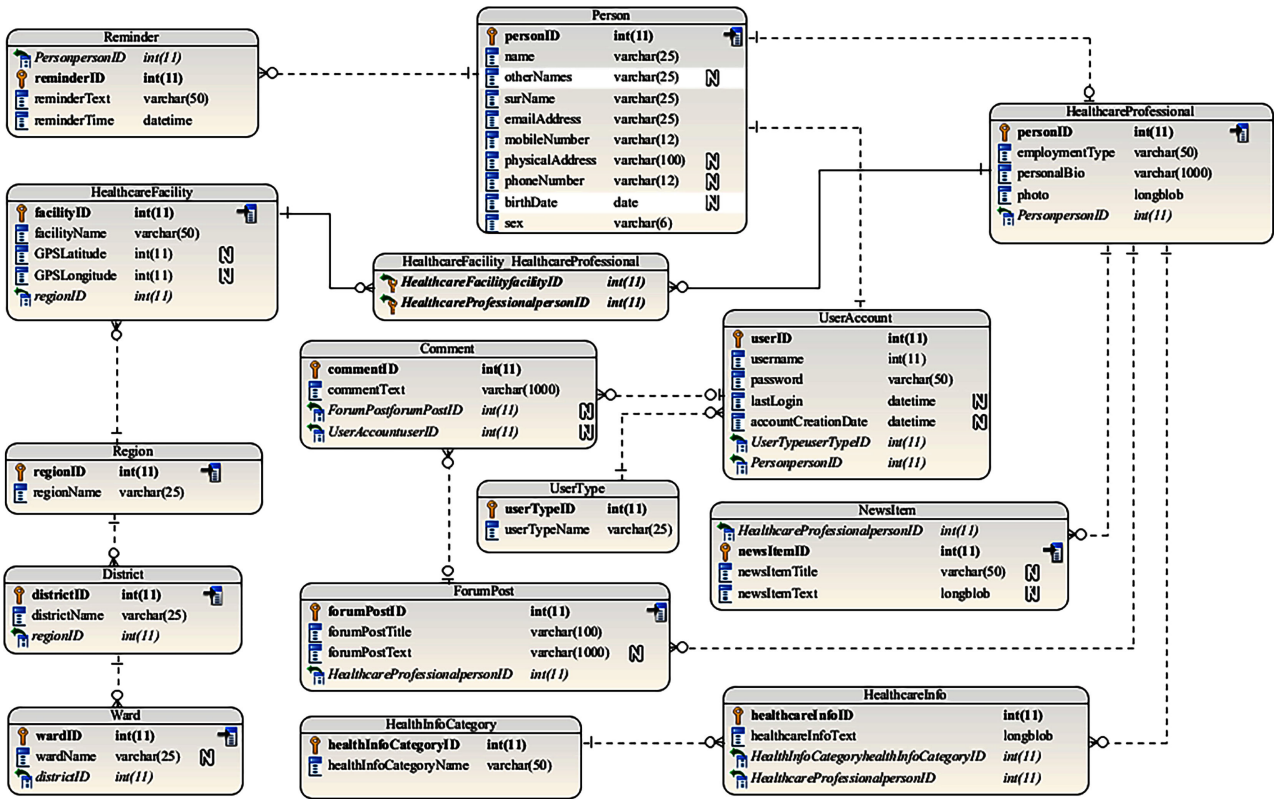 Person
personID int(11)
name varchar(25)
otherNames varchar(25) N
surName varchar(25)
emailAddress varchar(25)
mobileNumber varchar(12)
physicalAddress varchar(100) N
phoneNumber varchar(12) N
birthDate date N
sex varchar(6)
Reminder
PersonpersonID int(11)
reminderID int(11)
reminderText varchar(50)
reminderTime datetime
HealthcareProfessional
personID int(11)
employmentType varchar(50)
personalBio varchar(1000)
photo longblob
PersonpersonID int(11)
HealthcareFacility
facilityID int(11)
facilityName varchar(50)
GPSLatitude int(11) N
GPSLongitude int(11) N
regionID int(11)
HealthcareFacility_HealthcareProfessional
HealthcareFacilityfacilityID int(11)
HealthcareProfessionalpersonID int(11)
UserAccount
userID int(11)
username int(11)
password varchar(50)
lastLogin datetime N
accountCreationDate datetime N
UserTypeuserTypeID int(11)
PersonpersonID int(11)
Comment
commentID int(11)
commentText varchar(1000)
ForumPostforumPostID int(11) N
UserAccountuserID int(11) N
Region
regionID int(11)
regionName varchar(25)
UserType
userTypeID int(11)
userTypeName varchar(25)
NewsItem
HealthcareProfessionalpersonID int(11)
newsItemID int(11)
newsItemTitle varchar(50) N
newsItemText longblob N
District
districtID int(11)
districtName varchar(25)
regionID int(11)
ForumPost
forumPostID int(11)
forumPostTitle varchar(100)
forumPostText varchar(1000) N
HealthcareProfessionalpersonID int(11)
Ward
wardID int(11)
wardName varchar(25) N
districtID int(11)
HealthInfoCategory
healthInfoCategoryID int(11)
healthInfoCategoryName varchar(50)
HealthcareInfo
healthcareInfoID int(11)
healthcareInfoText longblob
HealthInfoCategoryhealthInfoCategoryID int(11)
HealthcareProfessionalpersonID int(11)